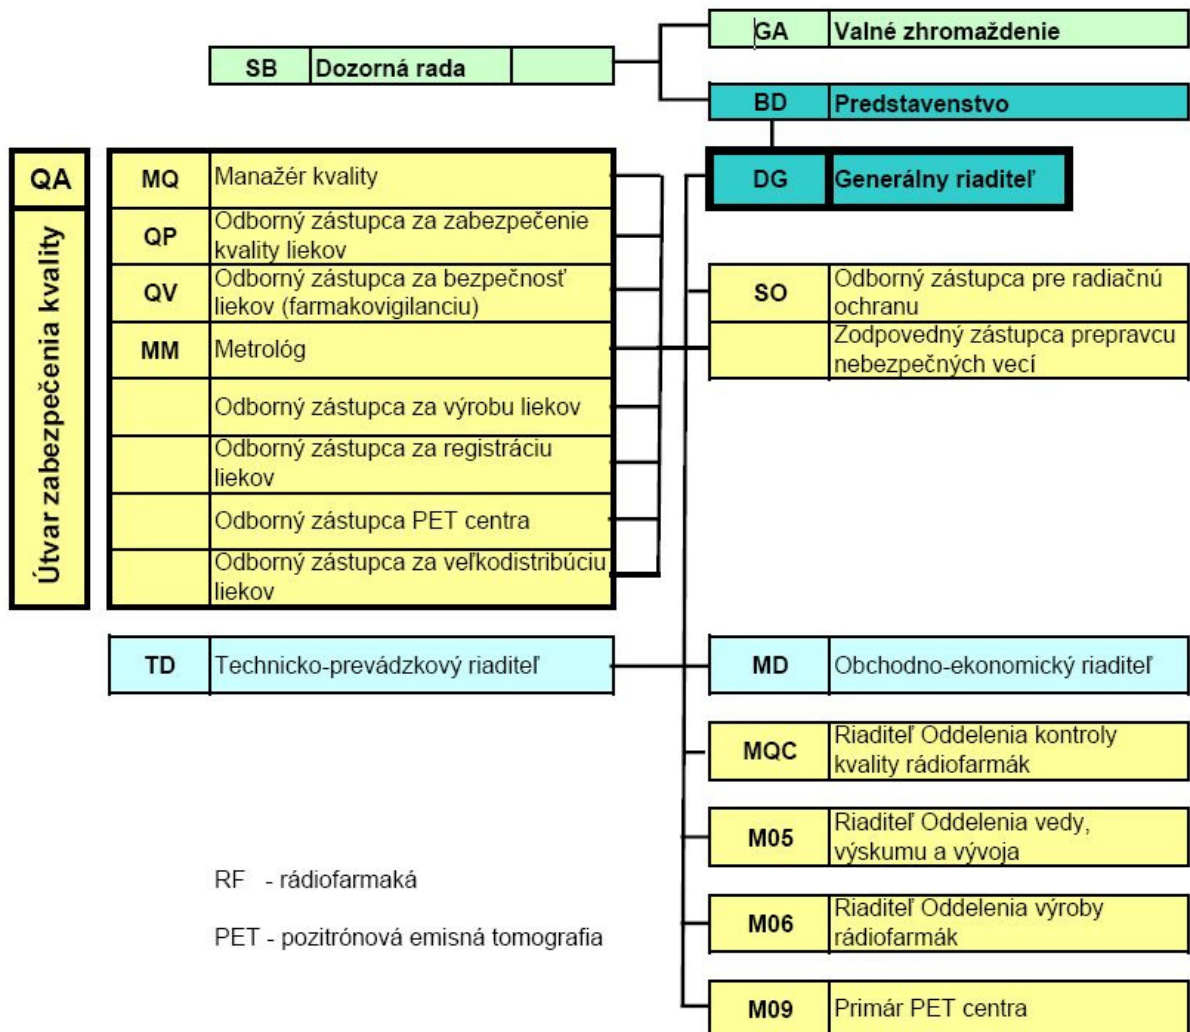 GA Valné zhromaždenie
SB Dozorná rada
BD Predstavenstvo
DG Generálny riaditeľ
QA
Útvar zabezpečenia kvality
MQ Manažér kvality
QP Odborný zástupca za zabezpečenie
kvality liekov
QV Odborný zástupca za bezpečnosť
liekov (farmakovigilanciu)
MM Metrológ
Odborný zástupca za výrobu liekov
Odborný zástupca za registráciu
liekov
Odborný zástupca PET centra
Odborný zástupca za veľkodistribúciu
liekov
SO Odborný zástupca pre radiačnú
ochranu
Zodpovedný zástupca prepravcu
nebezpečných vecí
TD Technicko-prevádzkový riaditeľ
MD Obchodno-ekonomický riaditeľ
MQC Riaditeľ Oddelenia kontroly
kvality rádiofarmák
M05 Riaditeľ Oddelenia vedy,
výskumu a vývoja
M06 Riaditeľ Oddelenia výroby
rádiofarmák
M09 Primár PET centra
RF - rádiofarmaká
PET - pozitrónová emisná tomografia